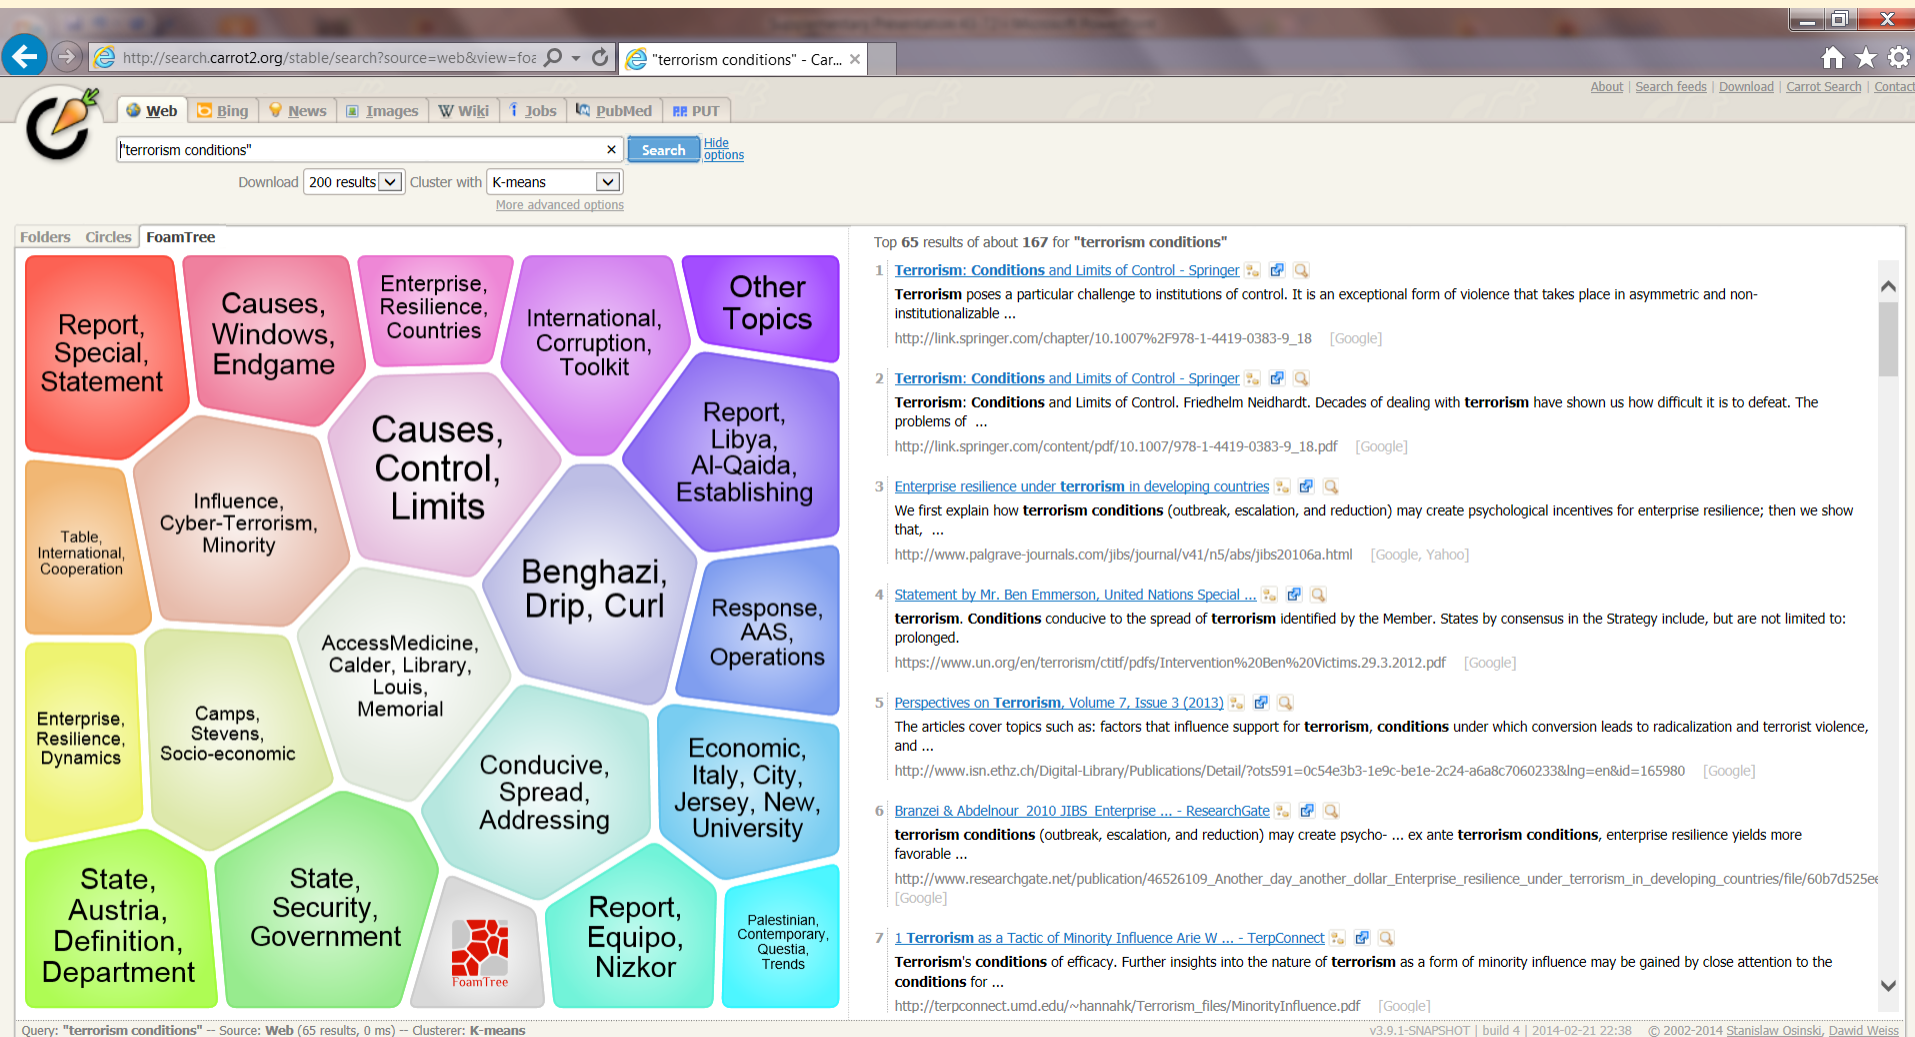 http://search.carrot2.org/stable/search?source=web&view=foa
"terrorism conditions" - Car...
About | Search feeds | Download | Carrot Search | Contact
Web Bing News Images Wiki Jobs PubMed PUT
"terrorism conditions"
Search
Hide
options
Download 200 results Cluster with K-means
More advanced options
Folders Circles FoamTree
Report,
Special,
Statement
Causes,
Windows,
Endgame
Enterprise,
Resilience,
Countries
International,
Corruption,
Toolkit
Other
Topics
Causes,
Control,
Limits
Report,
Libya,
Al-Qaida,
Establishing
Influence,
Cyber-Terrorism,
Minority
Table,
International,
Cooperation
Benghazi,
Drip, Curl
Response,
AAS,
Operations
AccessMedicine,
Calder, Library,
Louis,
Memorial
Enterprise,
Resilience,
Dynamics
Camps,
Stevens,
Socio-economic
Conducive,
Spread,
Addressing
Economic,
Italy, City,
Jersey, New,
University
State,
Austria,
Definition,
Department
State,
Security,
Government
FoamTree
Report,
Equipo,
Nizkor
Palestinian,
Contemporary,
Questia,
Trends
Top 65 results of about 167 for "terrorism conditions"
1 Terrorism: Conditions and Limits of Control - Springer
Terrorism poses a particular challenge to institutions of control. It is an exceptional form of violence that takes place in asymmetric and non-
institutionalizable ...
http://link.springer.com/chapter/10.1007%2F978-1-4419-0383-9_18 [Google]
2 Terrorism: Conditions and Limits of Control - Springer
Terrorism: Conditions and Limits of Control. Friedhelm Neidhardt. Decades of dealing with terrorism have shown us how difficult it is to defeat. The
problems of ...
http://link.springer.com/content/pdf/10.1007/978-1-4419-0383-9_18.pdf [Google]
3 Enterprise resilience under terrorism in developing countries
We first explain how terrorism conditions (outbreak, escalation, and reduction) may create psychological incentives for enterprise resilience; then we show
that, ...
http://www.palgrave-journals.com/jibs/journal/v41/n5/abs/jibs20106a.html [Google, Yahoo]
4 Statement by Mr. Ben Emmerson, United Nations Special ...
terrorism. Conditions conducive to the spread of terrorism identified by the Member. States by consensus in the Strategy include, but are not limited to:
prolonged.
https://www.un.org/en/terrorism/ctitf/pdfs/Intervention%20Ben%20Victims.29.3.2012.pdf [Google]
5 Perspectives on Terrorism, Volume 7, Issue 3 (2013)
The articles cover topics such as: factors that influence support for terrorism, conditions under which conversion leads to radicalization and terrorist violence,
and ...
http://www.isn.ethz.ch/Digital-Library/Publications/Detail/?ots591=0c54e3b3-1e9c-be1e-2c24-a6a8c7060233&lng=en&id=165980 [Google]
6 Branzei & Abdelnour_2010 JIBS_Enterprise ... - ResearchGate
terrorism conditions (outbreak, escalation, and reduction) may create psycho- ... ex ante terrorism conditions, enterprise resilience yields more
favorable ...
http://www.researchgate.net/publication/46526109_Another_day_another_dollar_Enterprise_resilience_under_terrorism_in_developing_countries/file/60b7d525ee
[Google]
7 1 Terrorism as a Tactic of Minority Influence Arie W ... - TerpConnect
Terrorism's conditions of efficacy. Further insights into the nature of terrorism as a form of minority influence may be gained by close attention to the
conditions for ...
http://terpconnect.umd.edu/~hannahk/Terrorism_files/MinorityInfluence.pdf [Google]
Query: "terrorism conditions" -- Source: Web (65 results, 0 ms) -- Clusterer: K-means
v3.9.1-SNAPSHOT | build 4 | 2014-02-21 22:38 © 2002-2014 Stanislaw Osinski, Dawid Weiss